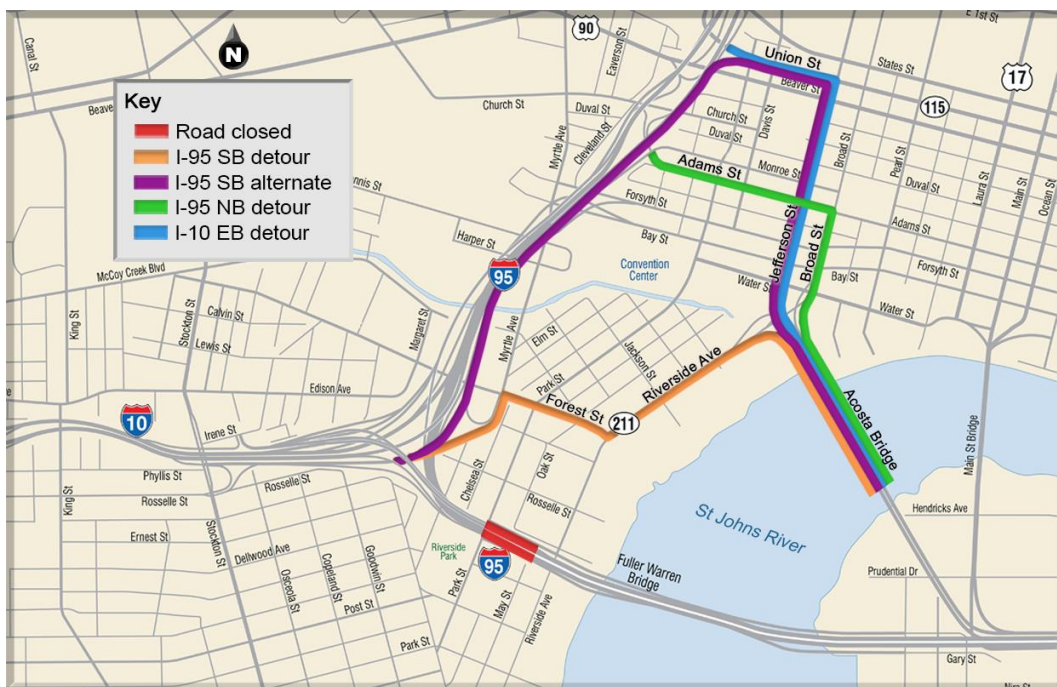 Canal St
N
90
Eaverson St
E 1st St
Union St
States St
17
Key
Road closed
I-95 SB detour
I-95 SB alternate
I-95 NB detour
I-10 EB detour
Beaver St
115
Church St
Duval St
Myrtle Ave
Cleveland St
Church St
Duval St
Davis St
Broad St
Pearl St
Laura St
Main St
Ocean St
Adams St
Monroe St
Duval St
Forsyth St
Adams St
Harper St
Bay St
Jefferson St
Broad St
Forsyth St
McCoy Creek Blvd
95
Convention
Center
Water St
Bay St
Water St
King St
Stockton St
Calvin St
Lewis St
Margaret St
Myrtle Ave
Elm St
Jackson St
Park St
Riverside Ave
Edison Ave
Forest St
211
Acosta Bridge
Main St Bridge
10
Irene St
Phyllis St
Rosselle St
Rosselle St
Chelsea St
Oak St
Rosselle St
King St
Ernest St
Stockton St
Dellwood Ave
Hendricks Ave
St Johns River
Osceola St
Copeland St
Goodwin St
Post St
Riverside
Park
Park St
95
May St
Riverside Ave
Fuller Warren
Bridge
Prudential Dr
Park St
Gary St